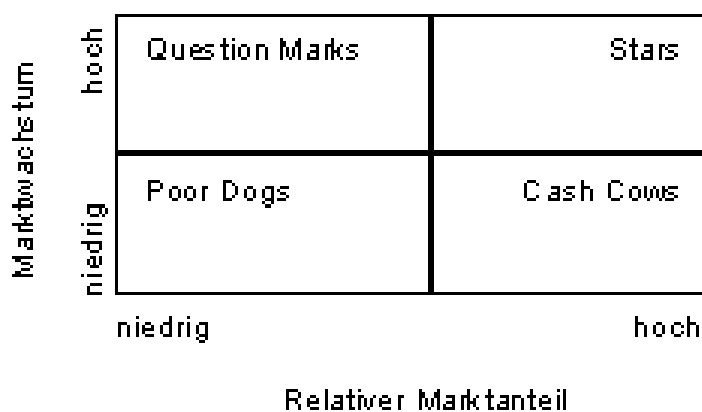 Marktwachstum
hoch
niedrig
Question Marks
Stars
Poor Dogs
Cash Cows
niedrig
hoch
Relativer Marktanteil